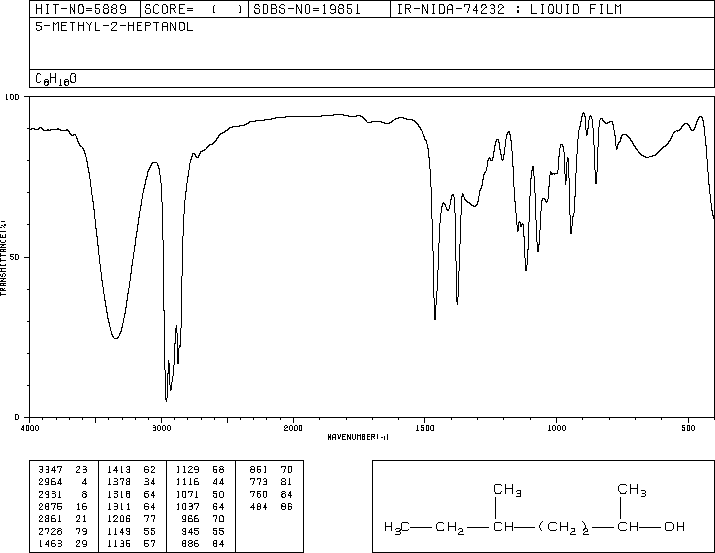 HIT-NO=5889 SCORE= ( ) SDBS-NO=19851 IR-NIDA-74232 : LIQUID FILM
5-METHYL-2-HEPTANOL
C8H18O
100
50
0
TRANSMITTANCE(%)
4000 3000 2000 1500 1000 500
WAVENUMBER(-1)
3347 23 1413 62 1129 58 861 70
2964 4 1378 34 1116 44 773 81
2931 8 1318 64 1071 50 760 84
2875 16 1311 64 1037 64 484 86
2861 21 1206 77 966 70
2728 79 1149 55 945 55
1463 29 1136 57 886 84
CH3 CH3
H3C CH2 CH (CH2)2 CH OH